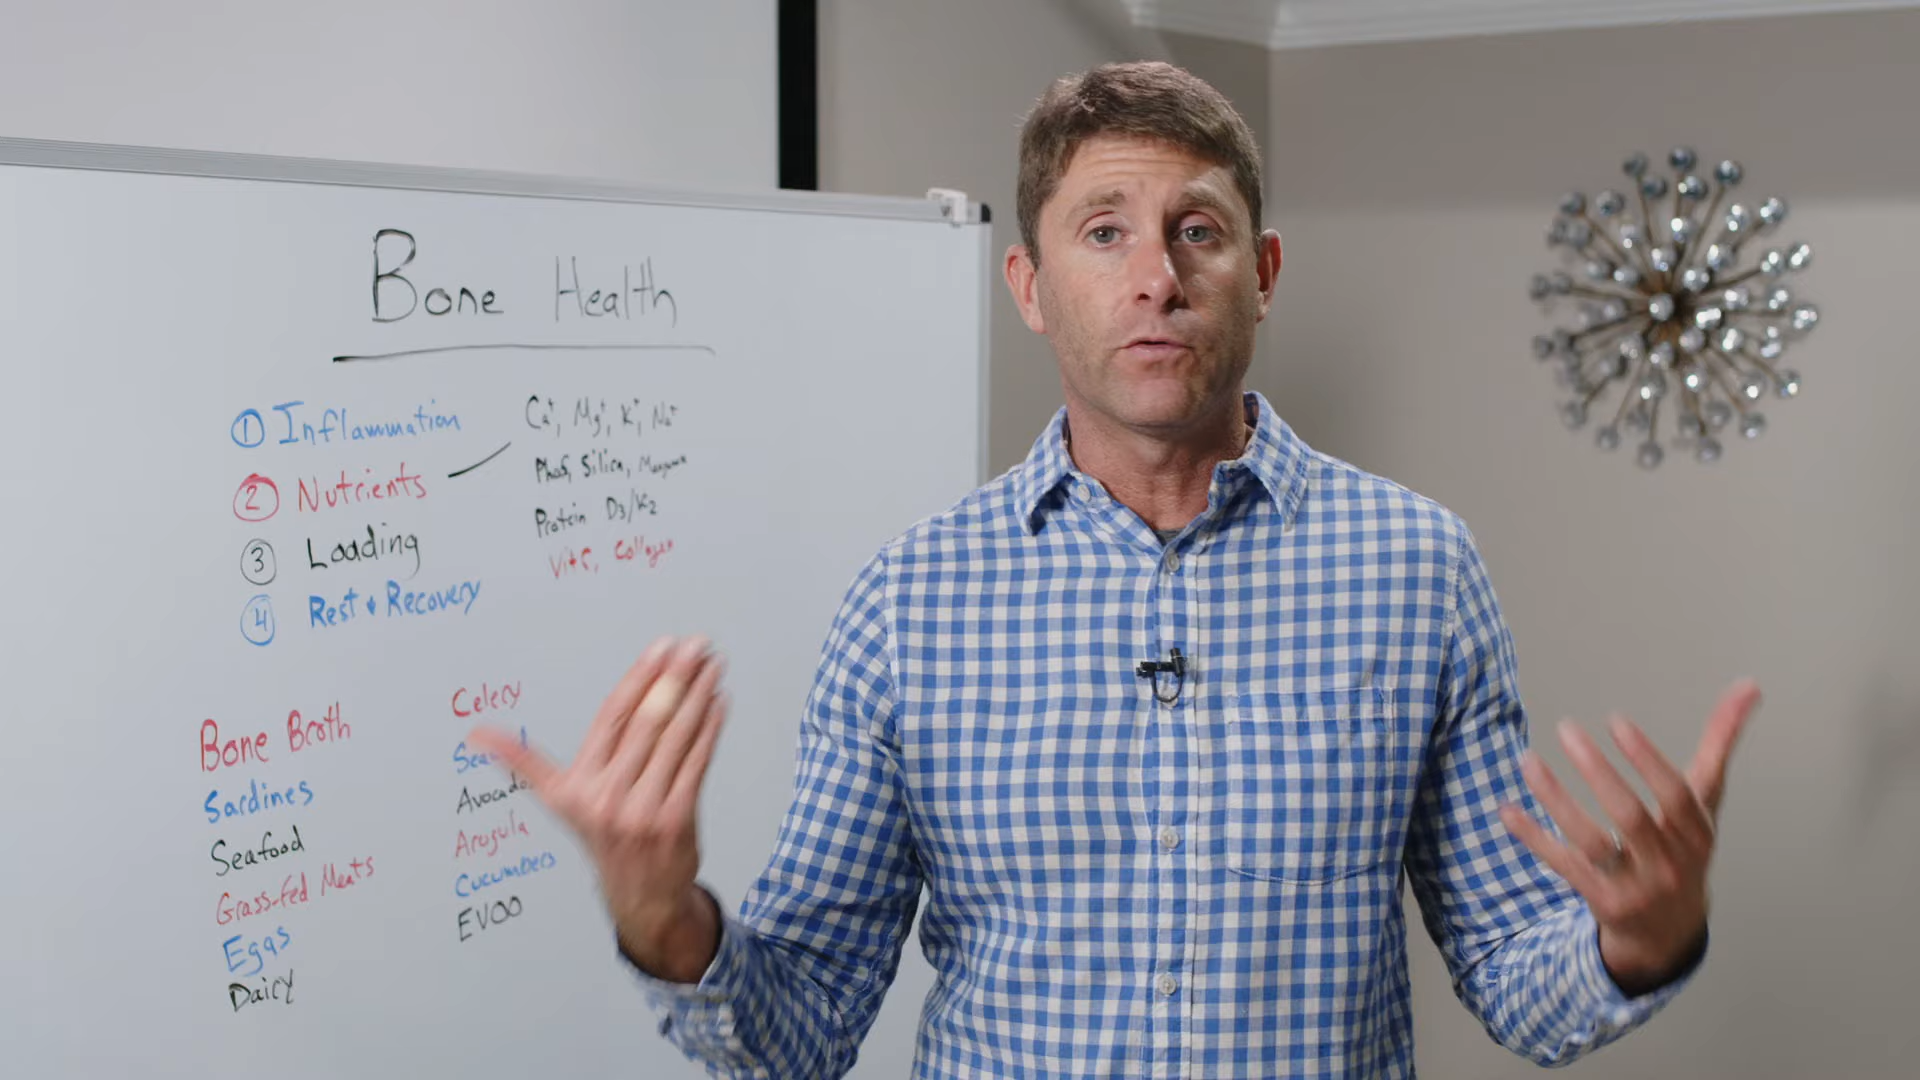 Bone Health
① Inflammation
② Nutrients
③ Loading
④ Rest & Recovery
Ca⁺, Mg⁺, K⁺, Na⁺
Phos, Silica,
Protein D3/K2
Vit C, Collagen
Bone Broth
Sardines
Seafood
Grass-fed Meats
Eggs
Dairy
Celery
Avocado
Arugula
Cucumbers
EVOO